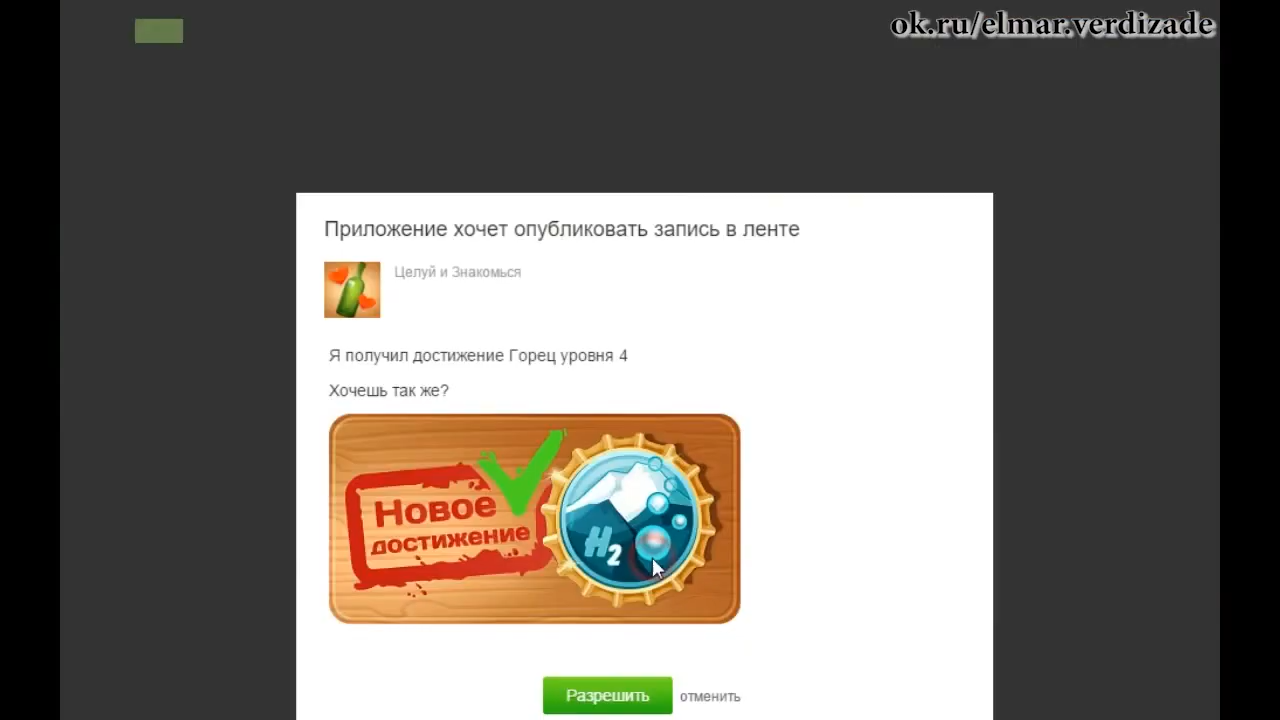 ok.ru/elmar.verdizade
Приложение хочет опубликовать запись в ленте
Целуй и Знакомься
Я получил достижение Горец уровня 4
Хочешь так же?
Новое
достижение
H2
Разрешить отменить